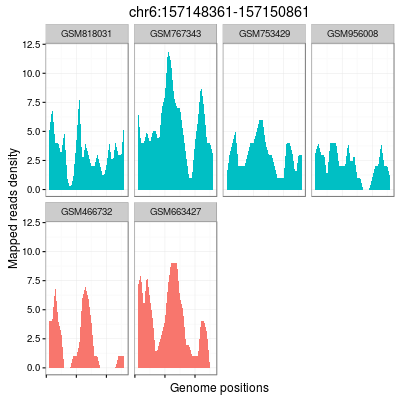 chr6:157148361-157150861
GSM818031 GSM767343 GSM753429 GSM956008
12.5
10.0
7.5
5.0
2.5
0.0
GSM466732 GSM663427
12.5
10.0
7.5
5.0
2.5
0.0
Mapped reads density
Genome positions